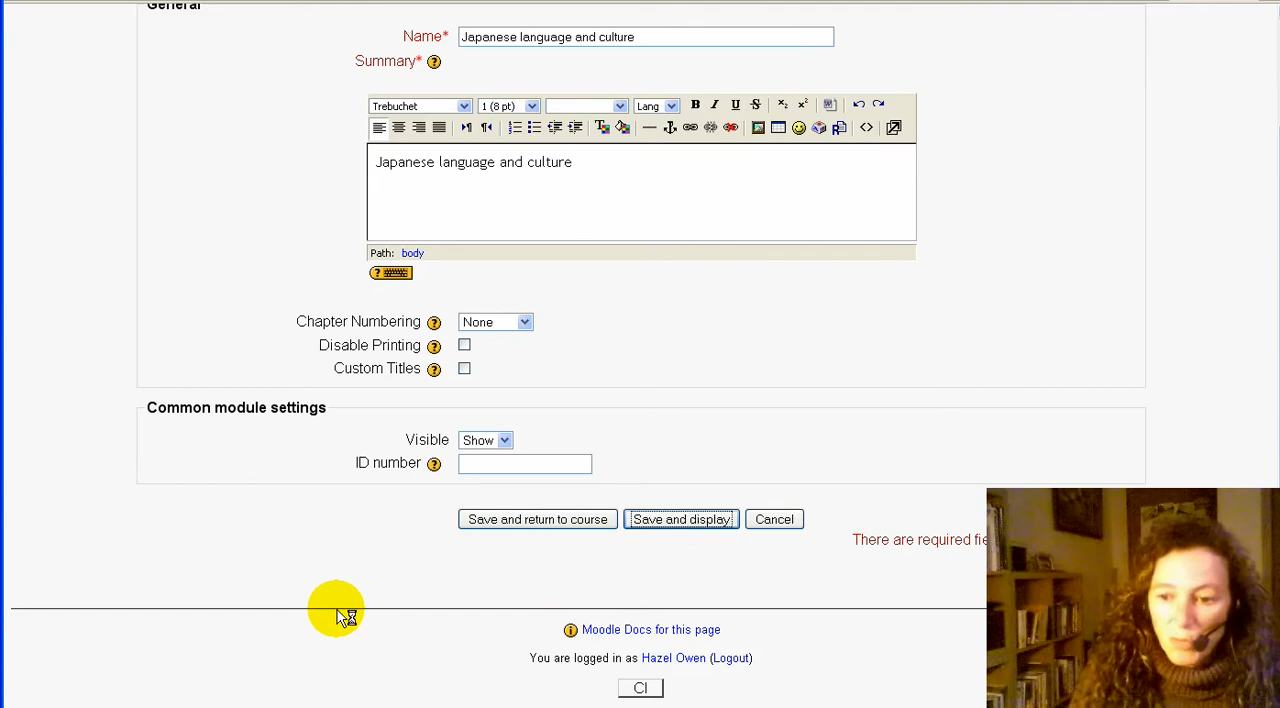 General
Name* Japanese language and culture
Summary*
Trebuchet 1 (8 pt) Lang B I U S
Japanese language and culture
Path: body
Chapter Numbering None
Disable Printing
Custom Titles
Common module settings
Visible Show
ID number
Save and return to course Save and display Cancel
There are required fie
Moodle Docs for this page
You are logged in as Hazel Owen (Logout)
CI